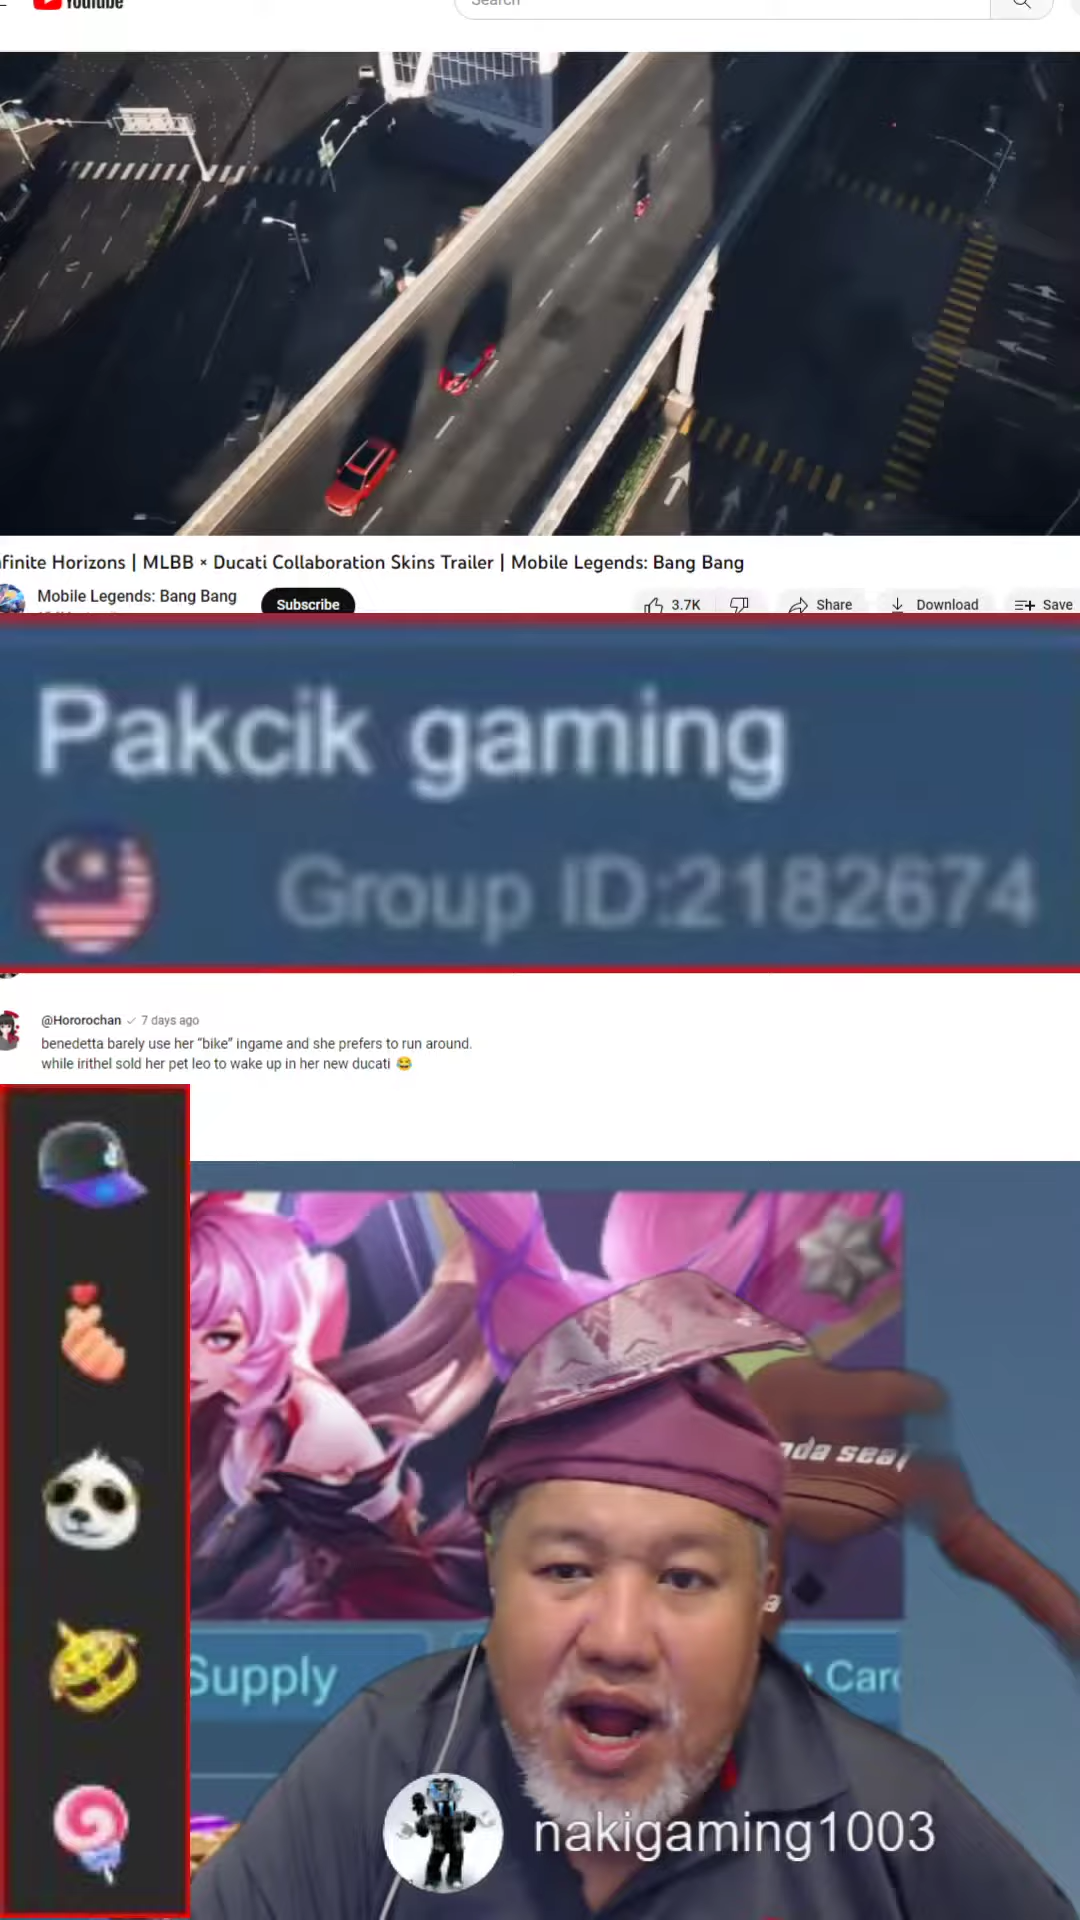 YouTube
Search
finite Horizons | MLBB × Ducati Collaboration Skins Trailer | Mobile Legends: Bang Bang
Mobile Legends: Bang Bang
Subscribe
3.7K
Share
Download
Save
Pakcik gaming
Group ID:2182674
@Hororochan 7 days ago
benedetta barely use her “bike” ingame and she prefers to run around.
while irithel sold her pet leo to wake up in her new ducati 😂
nda seaT
Supply
t Card
nakigaming1003